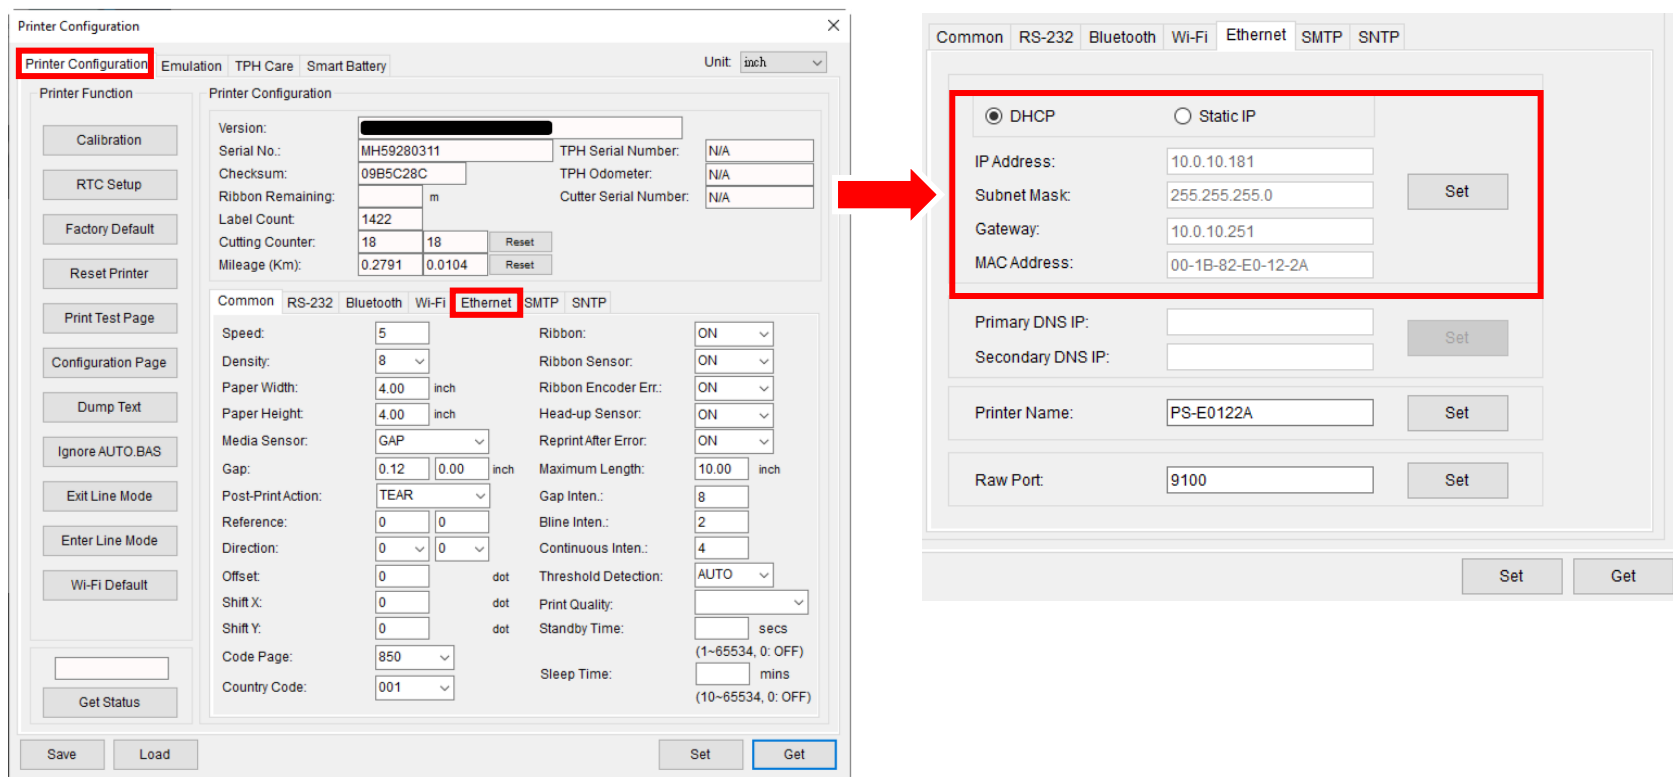 Printer Configuration
Printer Configuration Emulation TPH Care Smart Battery Unit: inch
Printer Function
Calibration
RTC Setup
Factory Default
Reset Printer
Print Test Page
Configuration Page
Dump Text
Ignore AUTO.BAS
Exit Line Mode
Enter Line Mode
Wi-Fi Default
Get Status
Printer Configuration
Version:
Serial No.: MH59280311 TPH Serial Number: N/A
Checksum: 09B5C28C TPH Odometer: N/A
Ribbon Remaining: m Cutter Serial Number: N/A
Label Count: 1422
Cutting Counter: 18 18 Reset
Mileage (Km): 0.2791 0.0104 Reset
Common RS-232 Bluetooth Wi-Fi Ethernet SMTP SNTP
Speed: 5 Ribbon: ON
Density: 8 Ribbon Sensor: ON
Paper Width: 4.00 inch Ribbon Encoder Err.: ON
Paper Height: 4.00 inch Head-up Sensor: ON
Media Sensor: GAP Reprint After Error: ON
Gap: 0.12 0.00 inch Maximum Length: 10.00 inch
Post-Print Action: TEAR Gap Inten.: 8
Reference: 0 0 Bline Inten.: 2
Direction: 0 0 Continuous Inten.: 4
Offset: 0 dot Threshold Detection: AUTO
Shift X: 0 dot Print Quality:
Shift Y: 0 dot Standby Time: secs
(1~65534, 0: OFF)
Code Page: 850 Sleep Time: mins
Country Code: 001 (10~65534, 0: OFF)
Save Load Set Get
Common RS-232 Bluetooth Wi-Fi Ethernet SMTP SNTP
DHCP Static IP
IP Address: 10.0.10.181
Subnet Mask: 255.255.255.0 Set
Gateway: 10.0.10.251
MAC Address: 00-1B-82-E0-12-2A
Primary DNS IP:
Set
Secondary DNS IP:
Printer Name: PS-E0122A Set
Raw Port: 9100 Set
Set Get